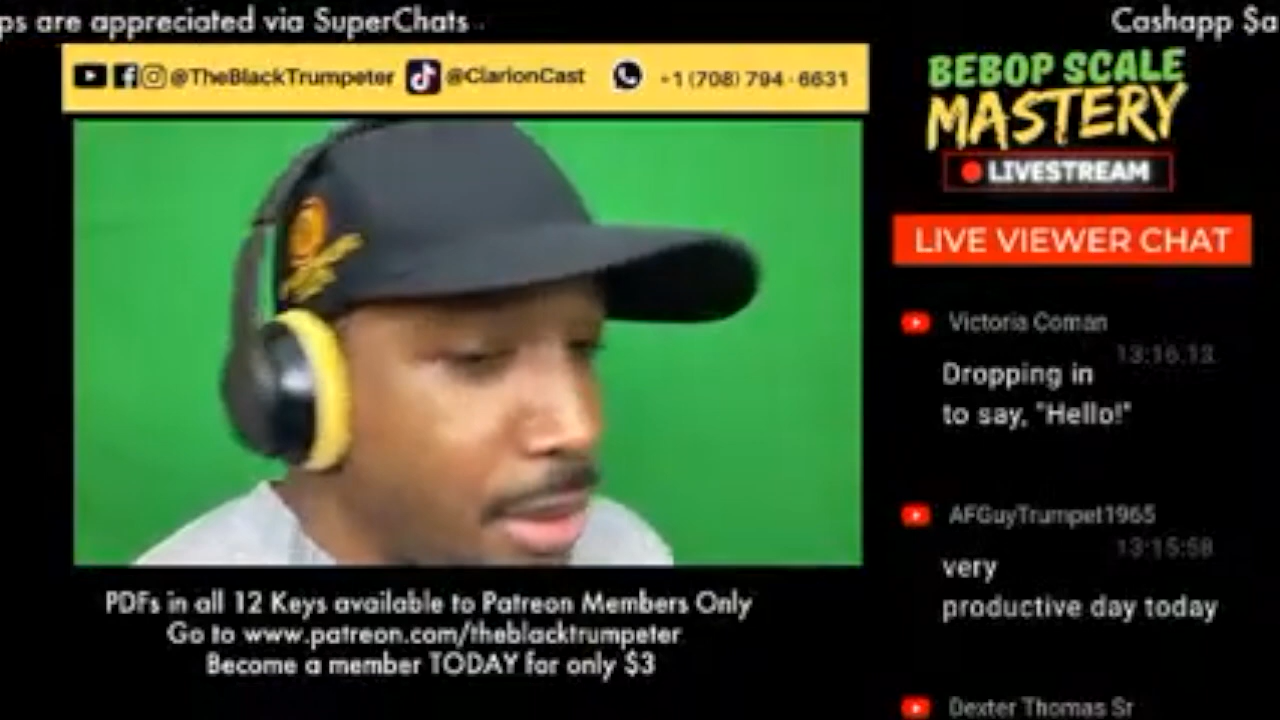 ps are appreciated via SuperChats
Cashapp $a
@TheBlackTrumpeter @ClarionCast +1 (708) 794-6631
BEBOP SCALE
MASTERY
LIVESTREAM
LIVE VIEWER CHAT
Victoria Coman
13:16.13
Dropping in
to say, "Hello!"
AFGuyTrumpet1965
13:15:58
very
productive day today
Dexter Thomas Sr
PDFs in all 12 Keys available to Patreon Members Only
Go to www.patreon.com/theblacktrumpeter
Become a member TODAY for only $3